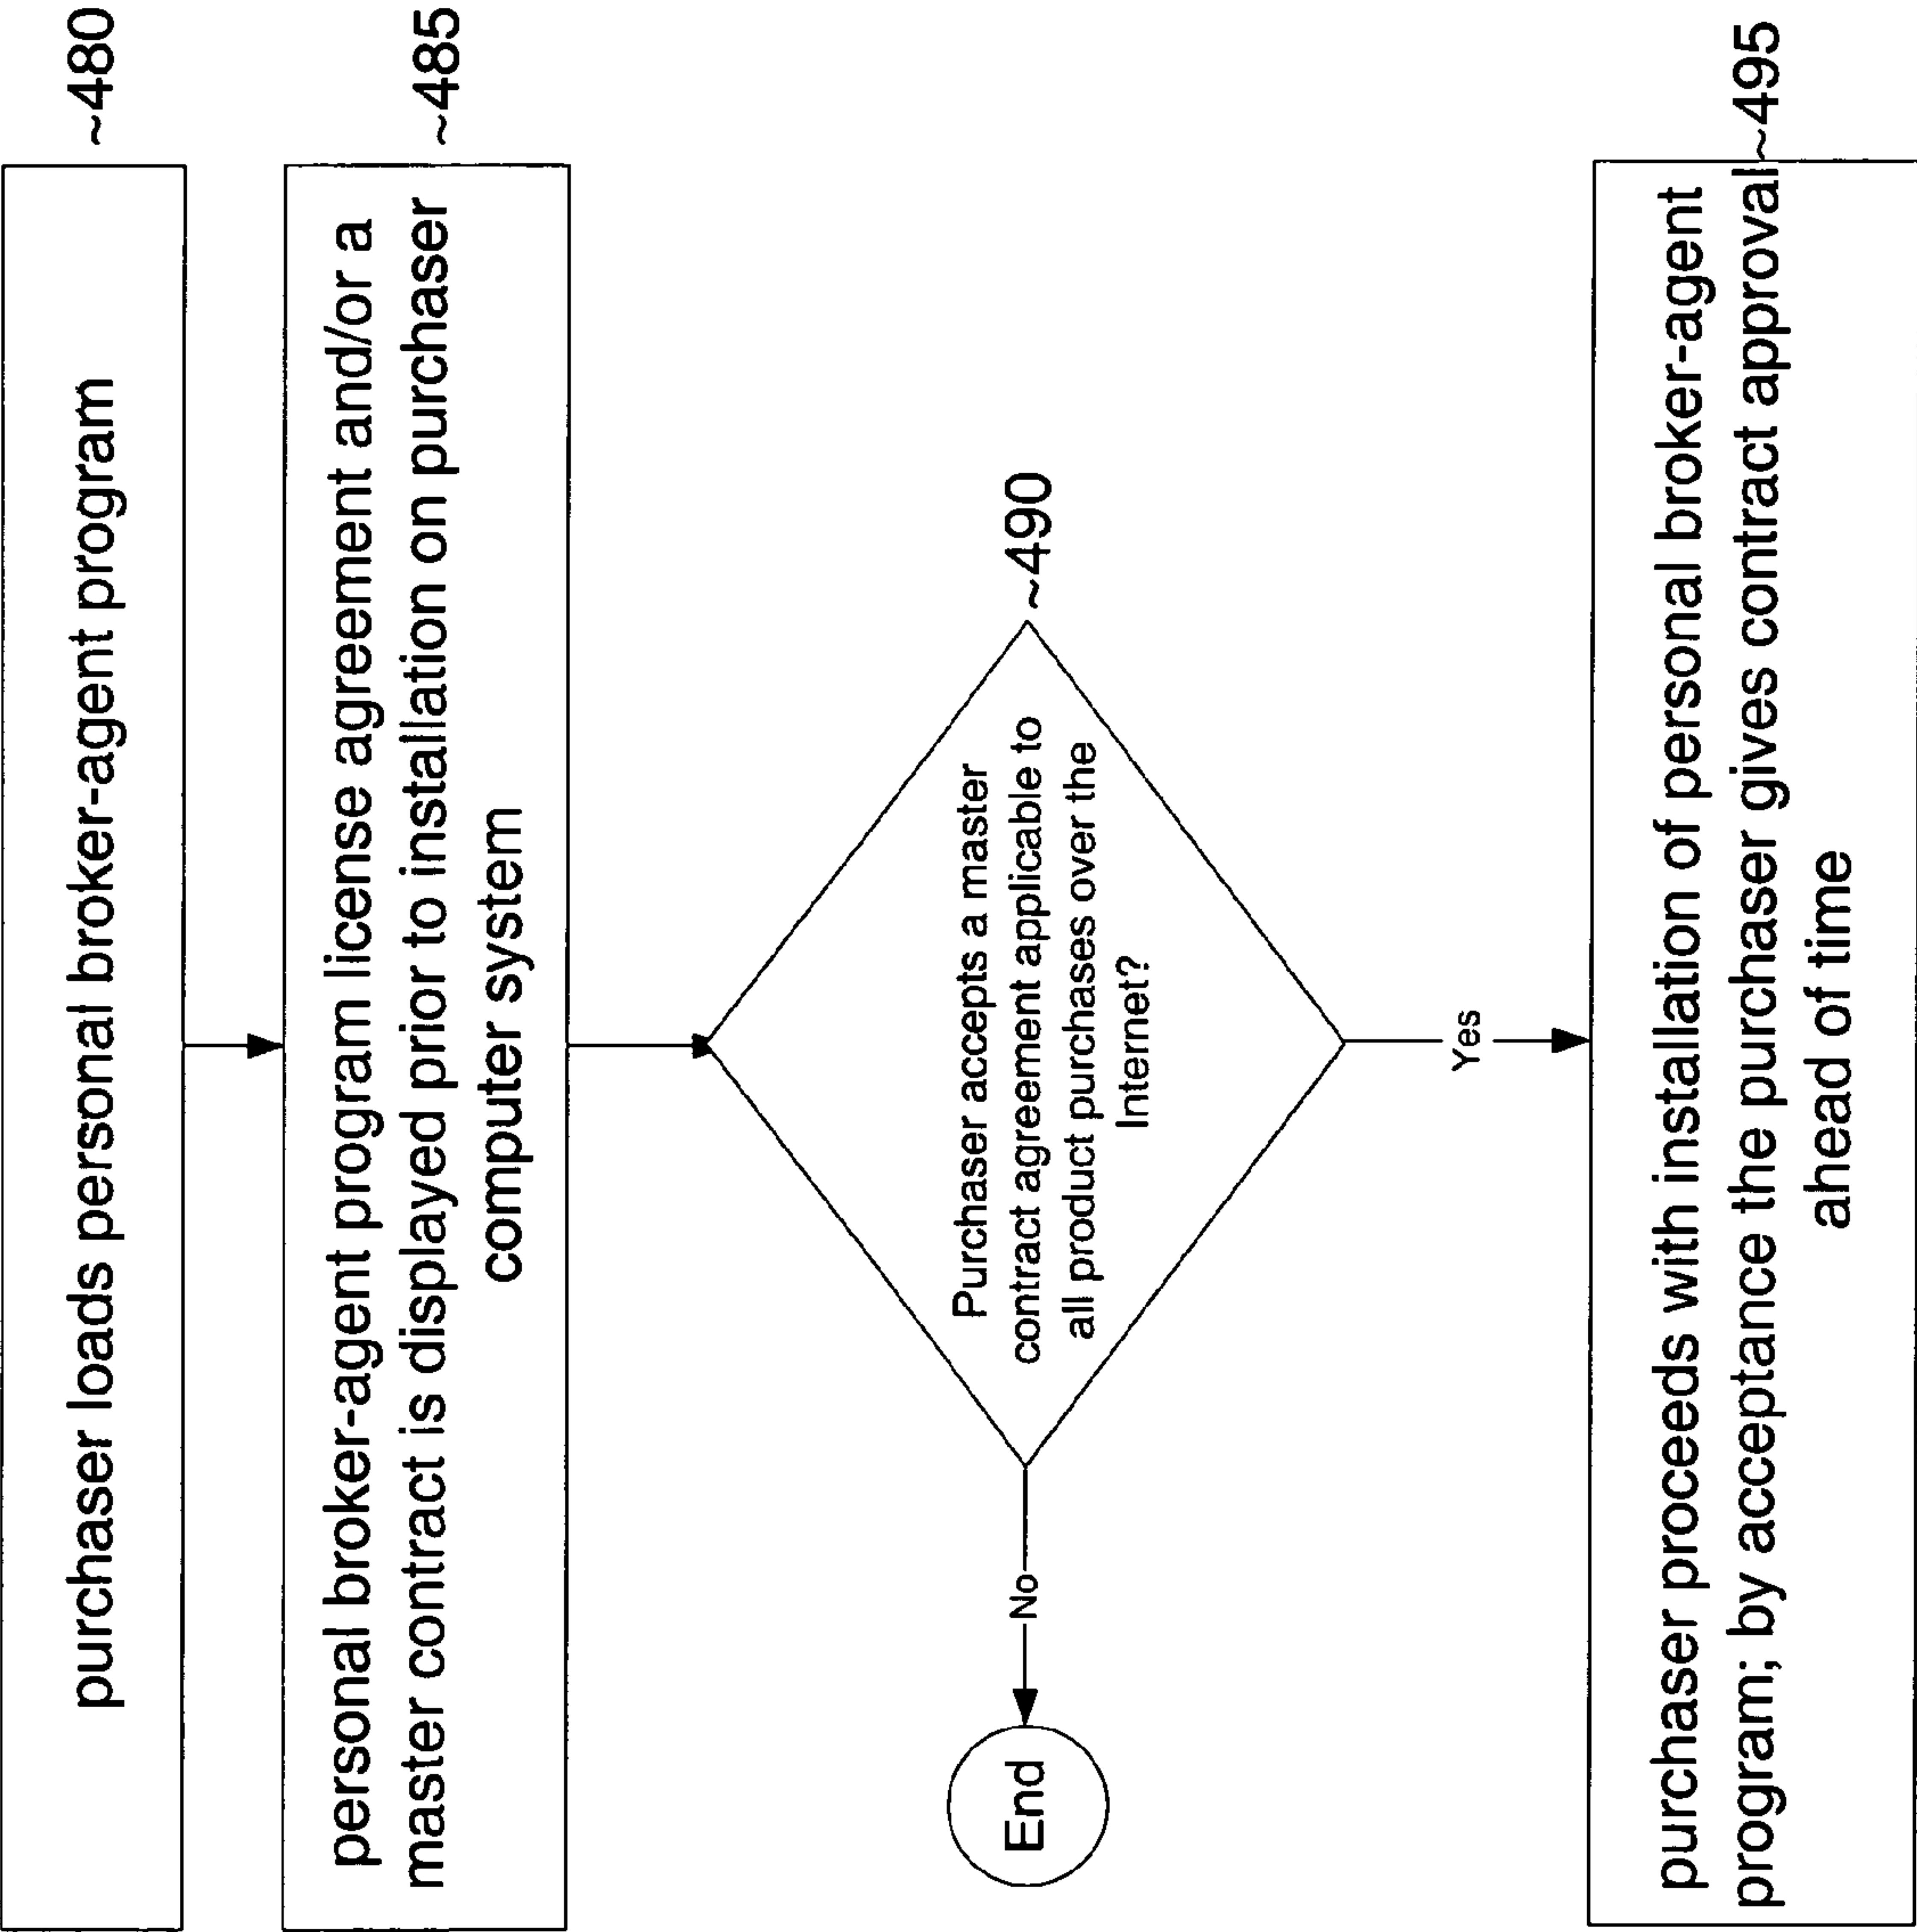 purchaser loads personal broker-agent program
~480
personal broker-agent program license agreement and/or a
master contract is displayed prior to installation on purchaser
computer system
~485
Purchaser accepts a master
contract agreement applicable to
all product purchases over the
Internet?
~490
No
End
Yes
purchaser proceeds with installation of personal broker-agent
program; by acceptance the purchaser gives contract approval
ahead of time
~495